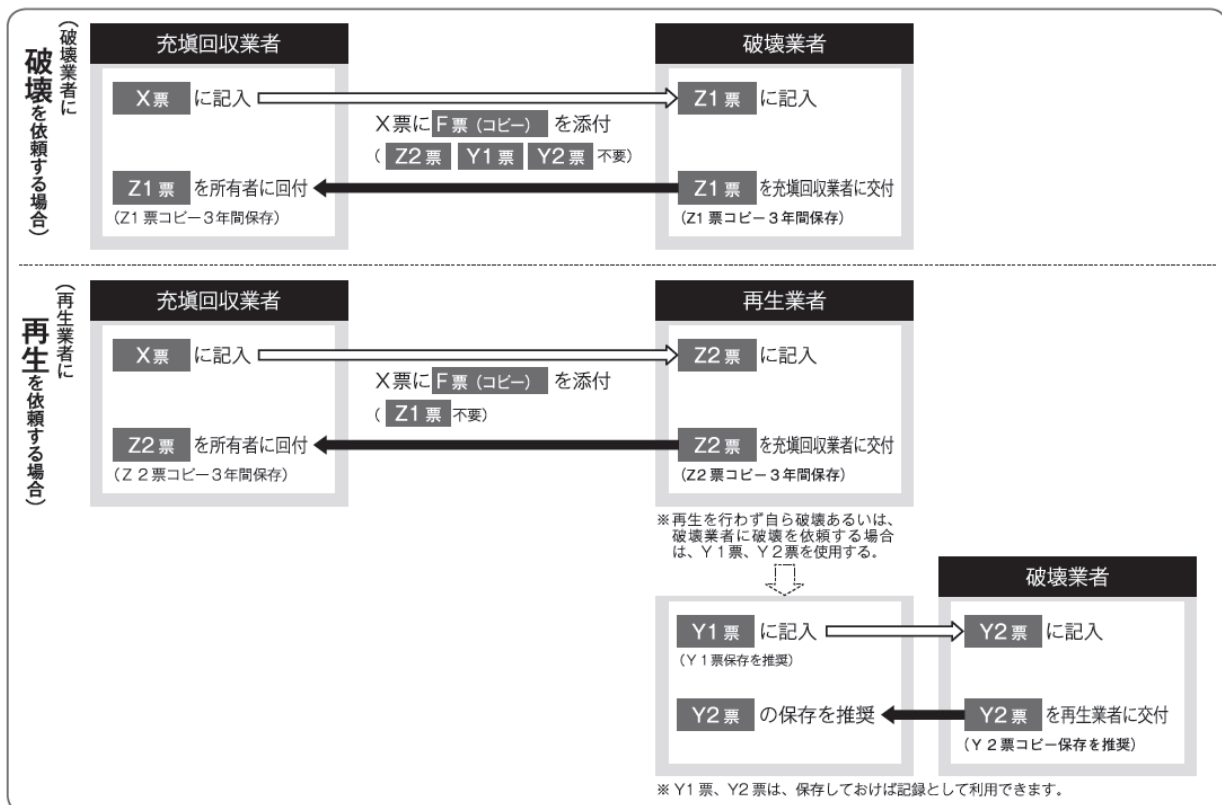 (破壊業者に
破壊を依頼する場合)
充塡回収業者
破壊業者
X票 に記入
Z1票 に記入
X票に F票(コピー) を添付
( Z2票 Y1票 Y2票 不要)
Z1票 を所有者に回付
(Z1票コピー3年間保存)
Z1票 を充塡回収業者に交付
(Z1票コピー3年間保存)
(再生業者に
再生を依頼する場合)
充塡回収業者
再生業者
X票 に記入
Z2票 に記入
X票に F票(コピー) を添付
( Z1票 不要)
Z2票 を所有者に回付
(Z2票コピー3年間保存)
Z2票 を充塡回収業者に交付
(Z2票コピー3年間保存)
※再生を行わず自ら破壊あるいは、
破壊業者に破壊を依頼する場合
は、Y1票、Y2票を使用する。
破壊業者
Y1票 に記入
(Y1票保存を推奨)
Y2票 に記入
Y2票 の保存を推奨
Y2票 を再生業者に交付
(Y2票コピー保存を推奨)
※Y1票、Y2票は、保存しておけば記録として利用できます。